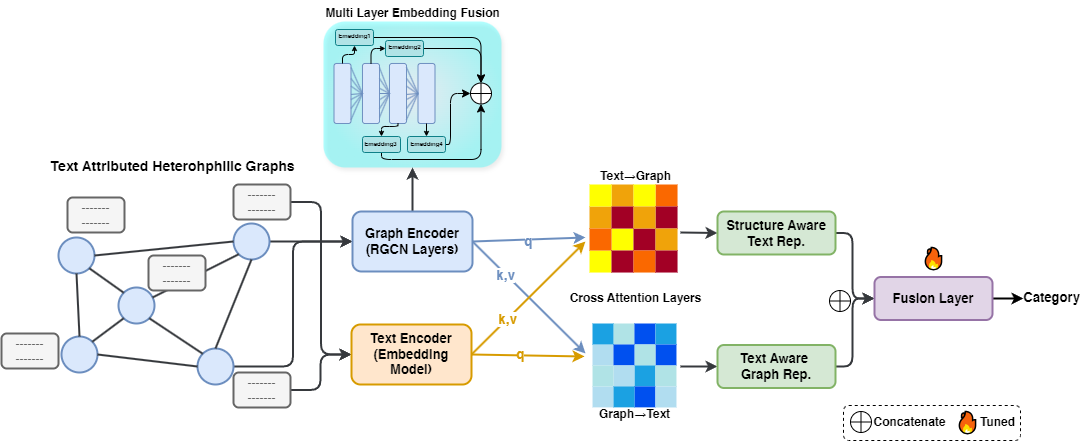 Multi Layer Embedding Fusion
Embedding1
Embedding2
Embedding3
Embedding4
Text Attributed Heterohphilic Graphs
-------
-------
-------
-------
-------
-------
-------
-------
-------
-------
Graph Encoder
(RGCN Layers)
Text Encoder
(Embedding
Model)
q
k,v
k,v
q
Text→Graph
Cross Attention Layers
Graph→Text
Structure Aware
Text Rep.
Text Aware
Graph Rep.
Fusion Layer
Category
Concatenate
Tuned